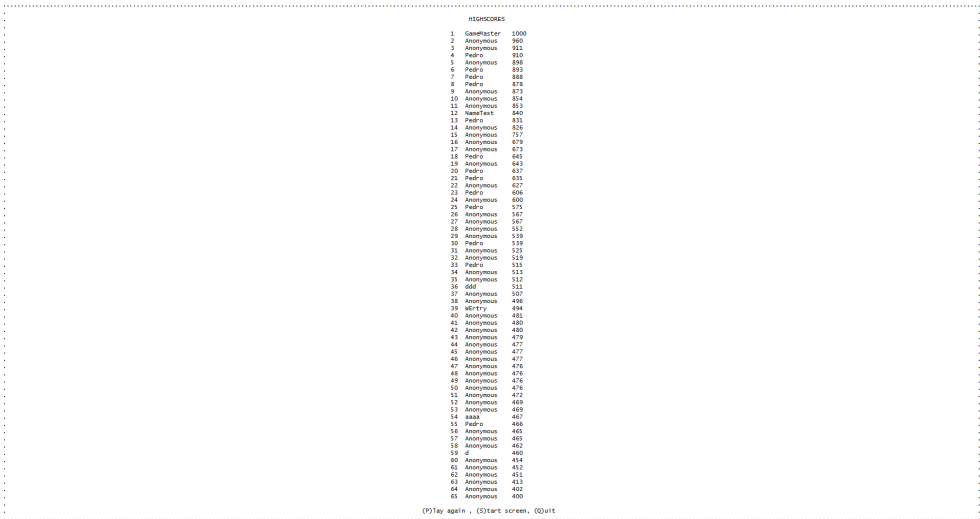 HIGHSCORES
1 GameMaster 1000
2 Anonymous 960
3 Anonymous 911
4 Pedro 910
5 Anonymous 898
6 Pedro 893
7 Pedro 888
8 Pedro 878
9 Anonymous 873
10 Anonymous 854
11 Anonymous 853
12 NameTest 840
13 Pedro 831
14 Anonymous 826
15 Anonymous 757
16 Anonymous 679
17 Anonymous 673
18 Pedro 645
19 Anonymous 643
20 Pedro 637
21 Pedro 635
22 Anonymous 627
23 Pedro 606
24 Anonymous 600
25 Pedro 575
26 Anonymous 567
27 Anonymous 567
28 Anonymous 552
29 Anonymous 539
30 Pedro 539
31 Anonymous 525
32 Anonymous 519
33 Pedro 515
34 Anonymous 513
35 Anonymous 512
36 ddd 511
37 Anonymous 507
38 Anonymous 496
39 WErtry 494
40 Anonymous 481
41 Anonymous 480
42 Anonymous 480
43 Anonymous 479
44 Anonymous 477
45 Anonymous 477
46 Anonymous 477
47 Anonymous 476
48 Anonymous 476
49 Anonymous 476
50 Anonymous 476
51 Anonymous 472
52 Anonymous 469
53 Anonymous 469
54 aaaa 467
55 Pedro 466
56 Anonymous 465
57 Anonymous 465
58 Anonymous 462
59 d 460
60 Anonymous 454
61 Anonymous 452
62 Anonymous 451
63 Anonymous 413
64 Anonymous 402
65 Anonymous 400
(P)lay again , (S)tart screen, (Q)uit